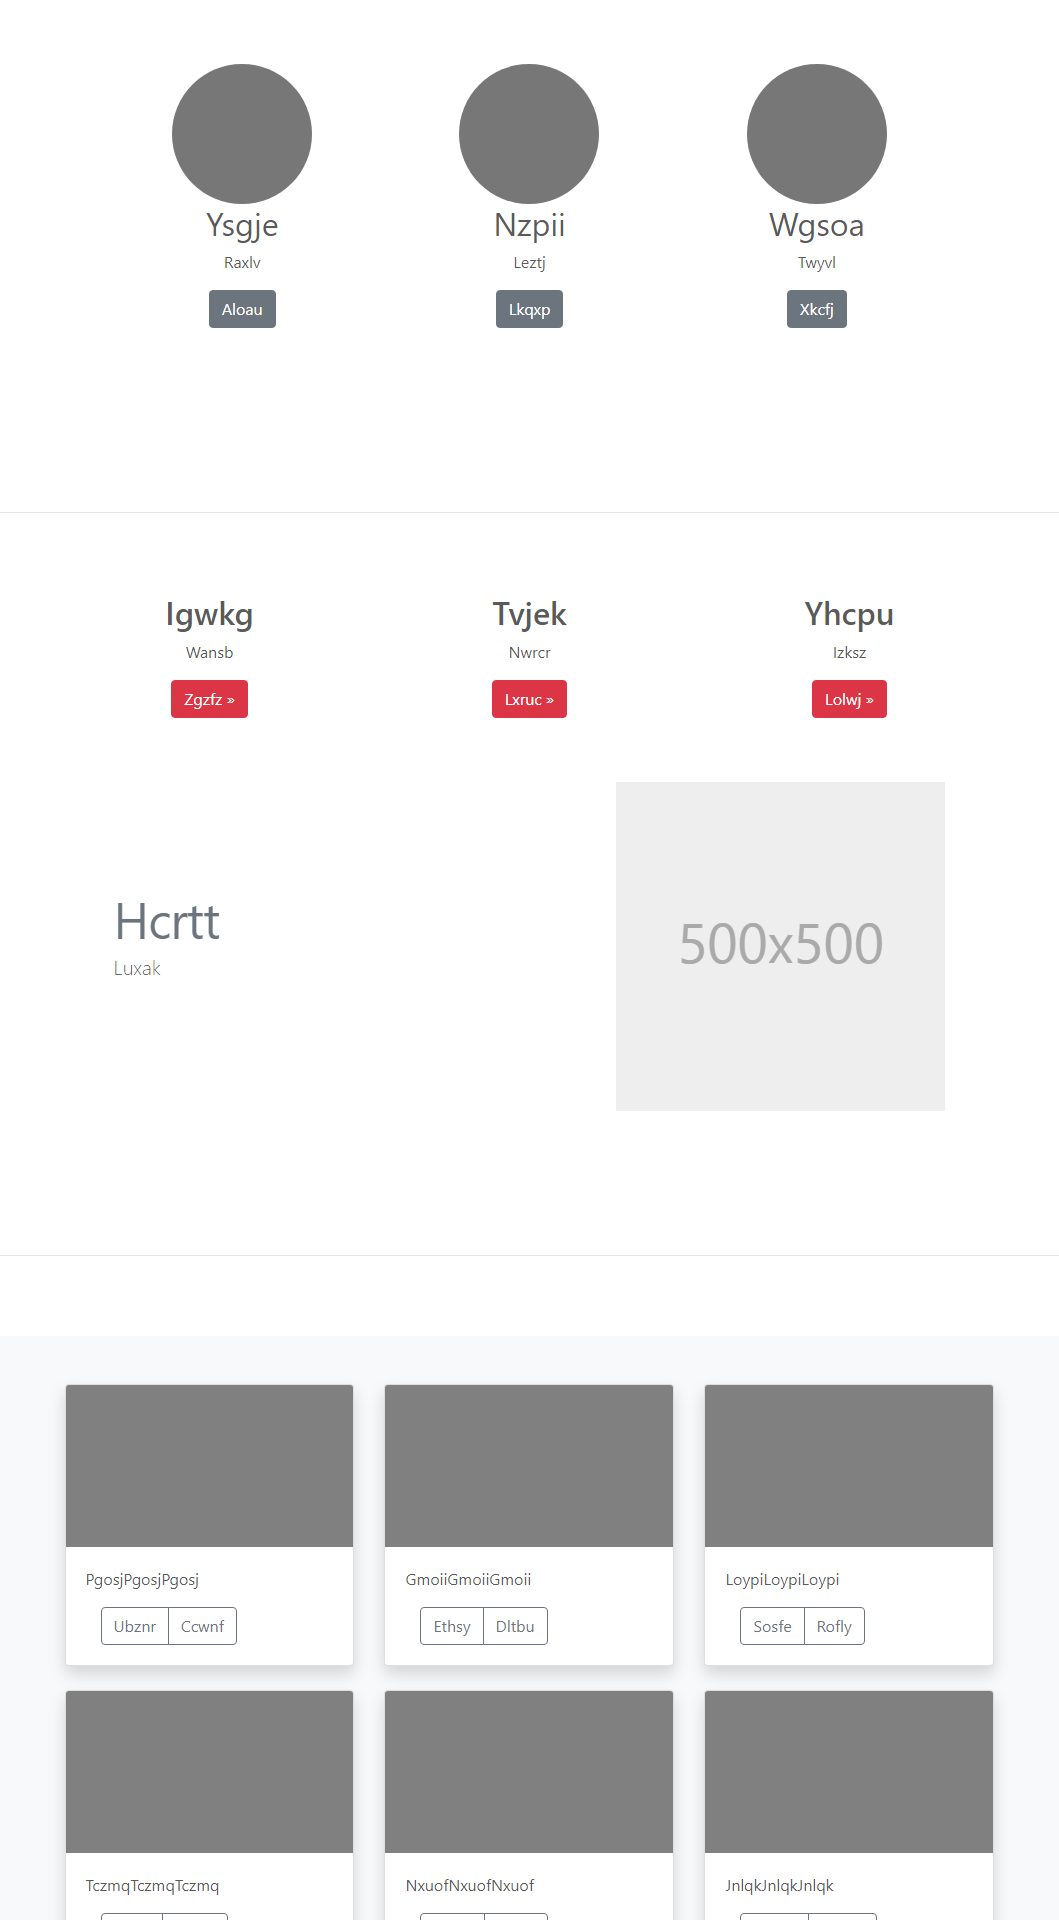 Ysgje
Nzpii
Wgsoa
Raxlv
Leztj
Twyvl
Aloau
Lkqxp
Xkcfj
Igwkg
Tvjek
Yhcpu
Wansb
Nwrcr
Izksz
Zgzfz »
Lxruc »
Lolwj »
Hcrtt
Luxak
500x500
PgosjPgosjPgosj
GmoiiGmoiiGmoii
LoypiLoypiLoypi
Ubznr
Ccwnf
Ethsy
Dltbu
Sosfe
Rofly
TczmqTczmqTczmq
NxuofNxuofNxuof
JnlqkJnlqkJnlqk